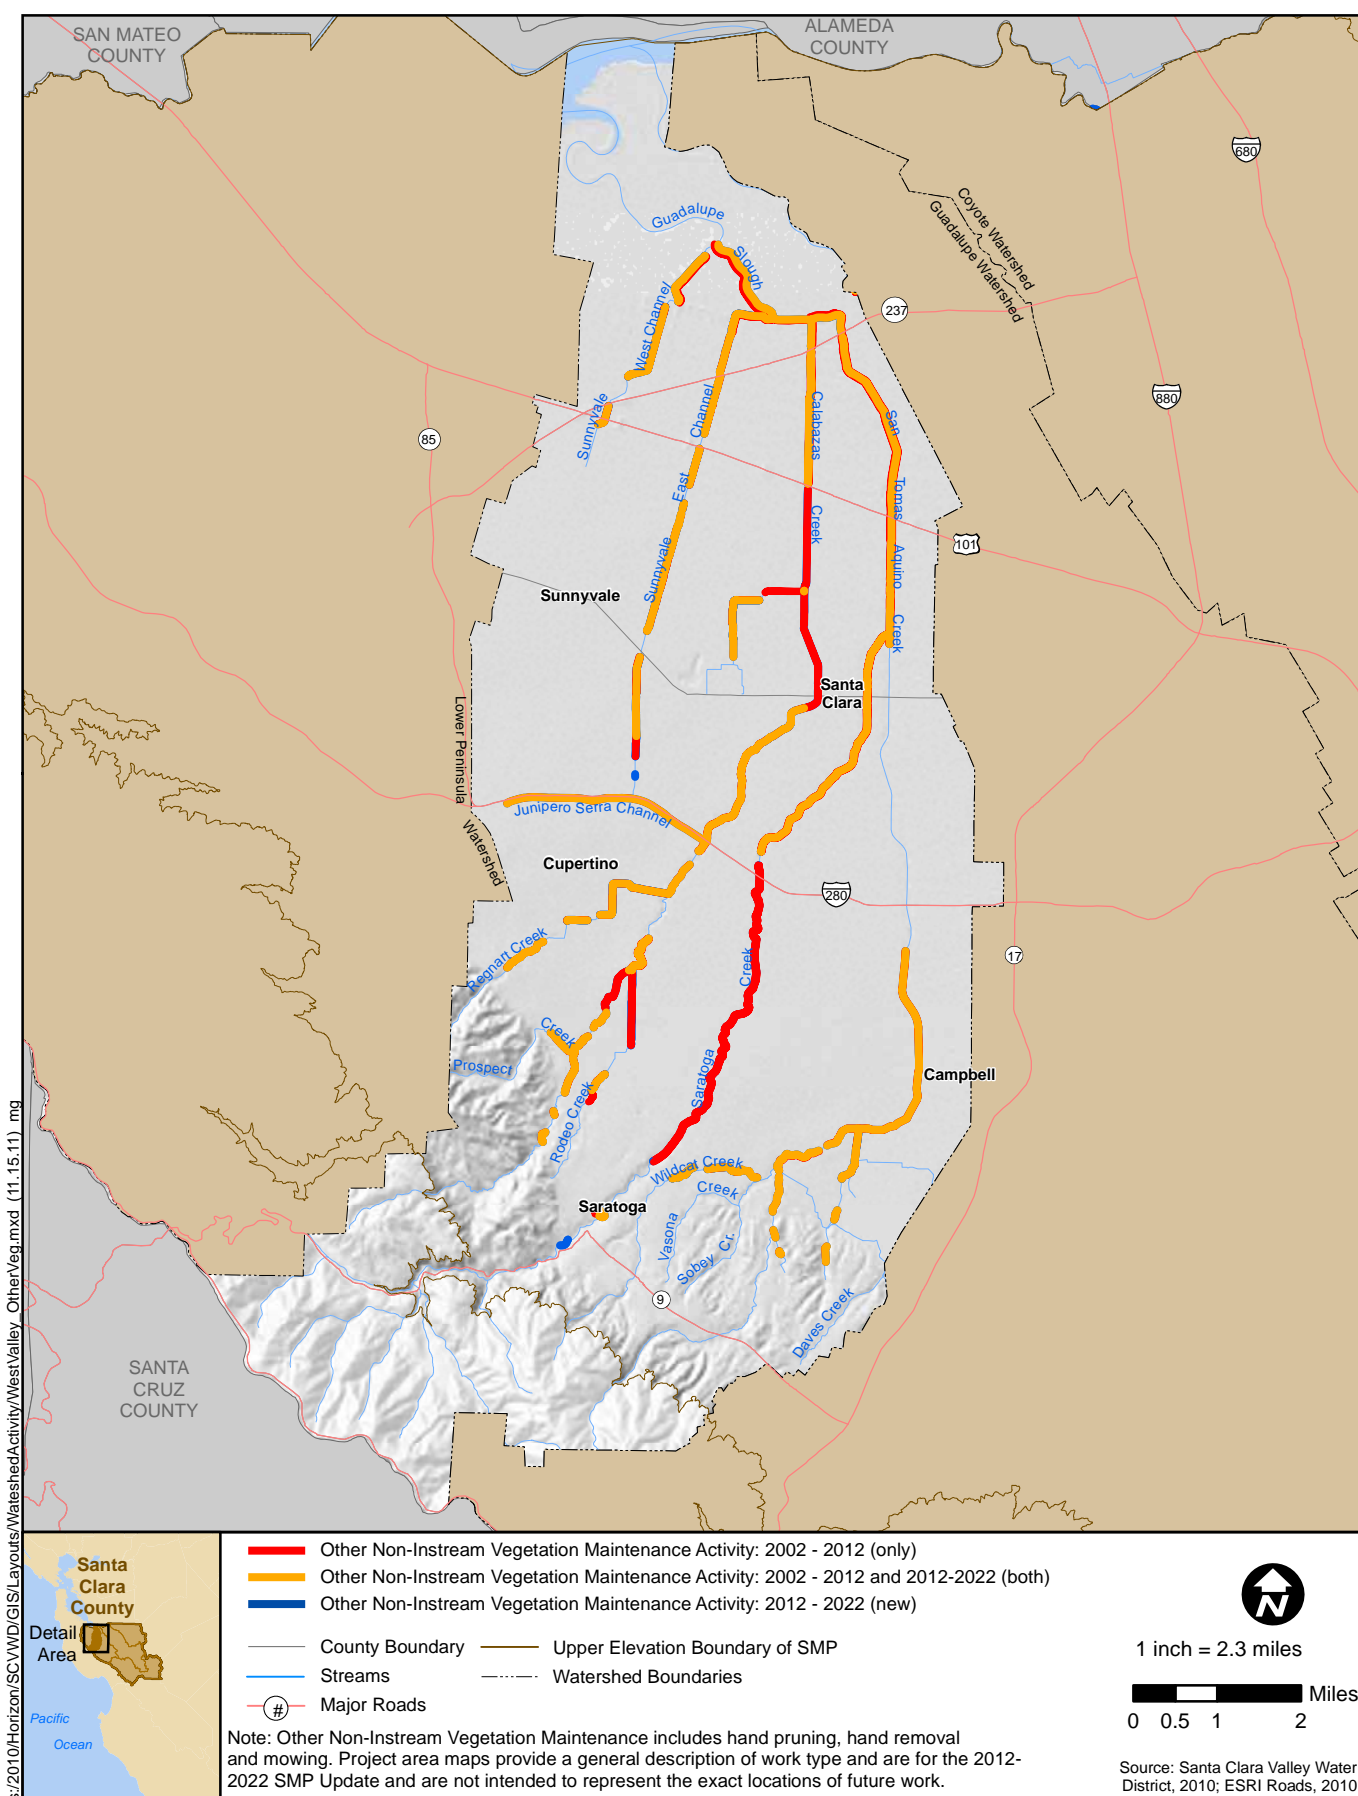 SAN MATEO
COUNTY
ALAMEDA
COUNTY
680
Coyote Watershed
Guadalupe Watershed
Guadalupe
Slough
237
West Channel
Sunnyvale
880
85
Channel
East
Sunnyvale
Calabazas
Creek
San
Tomas
Aquino
Creek
101
Sunnyvale
Santa
Clara
Lower Peninsula
Watershed
Junipero Serra Channel
Cupertino
280
Regnart Creek
17
Creek
Saratoga
Creek
Prospect
Rodeo Creek
Campbell
Wildcat Creek
Creek
Vasona
Sobey Cr.
Saratoga
9
Daves Creek
SANTA
CRUZ
COUNTY
s:/2010/Horizon/SCVWD/GIS/Layouts/WateshedActivity/WestValley_OtherVeg.mxd (11.15.11) mg
Santa
Clara
County
Detail
Area
Pacific
Ocean
Other Non-Instream Vegetation Maintenance Activity: 2002 - 2012 (only)
Other Non-Instream Vegetation Maintenance Activity: 2002 - 2012 and 2012-2022 (both)
Other Non-Instream Vegetation Maintenance Activity: 2012 - 2022 (new)
County Boundary
Upper Elevation Boundary of SMP
Streams
Watershed Boundaries
# Major Roads
Note: Other Non-Instream Vegetation Maintenance includes hand pruning, hand removal
and mowing. Project area maps provide a general description of work type and are for the 2012-
2022 SMP Update and are not intended to represent the exact locations of future work.
N
1 inch = 2.3 miles
Miles
0 0.5 1 2
Source: Santa Clara Valley Water
District, 2010; ESRI Roads, 2010